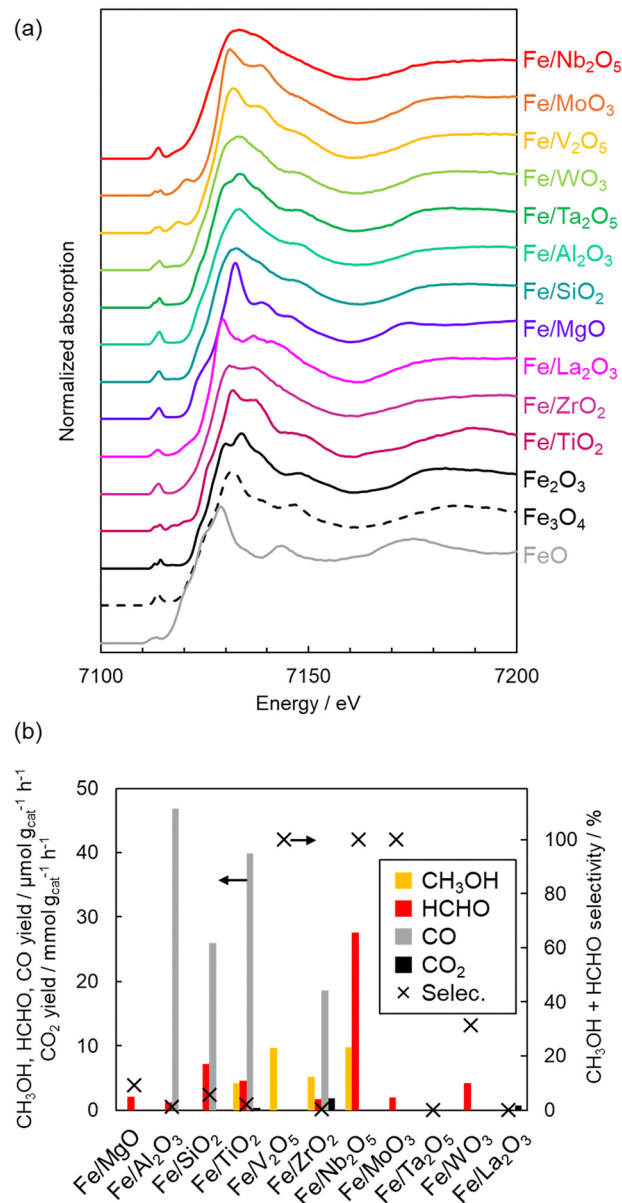 (a)
Normalized absorption
Fe/Nb₂O₅
Fe/MoO₃
Fe/V₂O₅
Fe/WO₃
Fe/Ta₂O₅
Fe/Al₂O₃
Fe/SiO₂
Fe/MgO
Fe/La₂O₃
Fe/ZrO₂
Fe/TiO₂
Fe₂O₃
Fe₃O₄
FeO
7100 7150 7200
Energy / eV
(b)
CH₃OH, HCHO, CO yield / μmol g_cat⁻¹ h⁻¹
CO₂ yield / mmol g_cat⁻¹ h⁻¹
50
40
30
20
10
0
CH₃OH
HCHO
CO
CO₂
Selec.
100
80
60
40
20
0
CH₃OH + HCHO selectivity / %
Fe/MgO
Fe/Al₂O₃
Fe/SiO₂
Fe/TiO₂
Fe/V₂O₅
Fe/ZrO₂
Fe/Nb₂O₅
Fe/MoO₃
Fe/Ta₂O₅
Fe/WO₃
Fe/La₂O₃